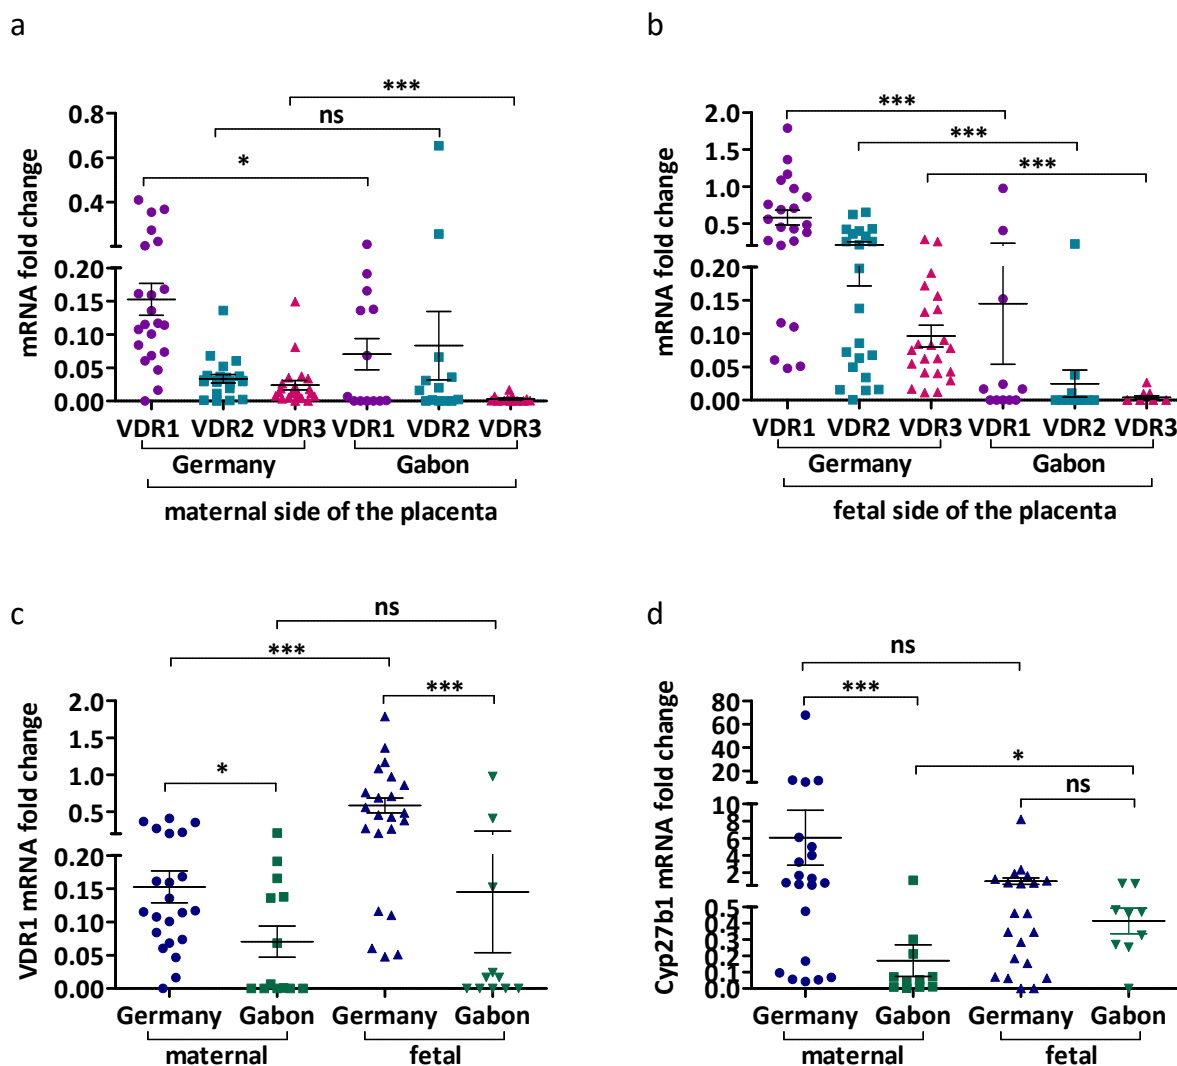 a
***
ns
*
mRNA fold change
0.8
0.6
0.4
0.20
0.15
0.10
0.05
0.00
VDR1 VDR2 VDR3 VDR1 VDR2 VDR3
Germany Gabon
maternal side of the placenta
b
***
***
***
mRNA fold change
2.0
1.5
1.0
0.5
0.20
0.15
0.10
0.05
0.00
VDR1 VDR2 VDR3 VDR1 VDR2 VDR3
Germany Gabon
fetal side of the placenta
c
ns
***
***
*
VDR1 mRNA fold change
2.0
1.5
1.0
0.5
0.20
0.15
0.10
0.05
0.00
Germany Gabon Germany Gabon
maternal fetal
d
ns
***
*
ns
Cyp27b1 mRNA fold change
80
60
40
20
10
8
6
4
2
0.5
0.4
0.3
0.2
0.1
0.0
Germany Gabon Germany Gabon
maternal fetal